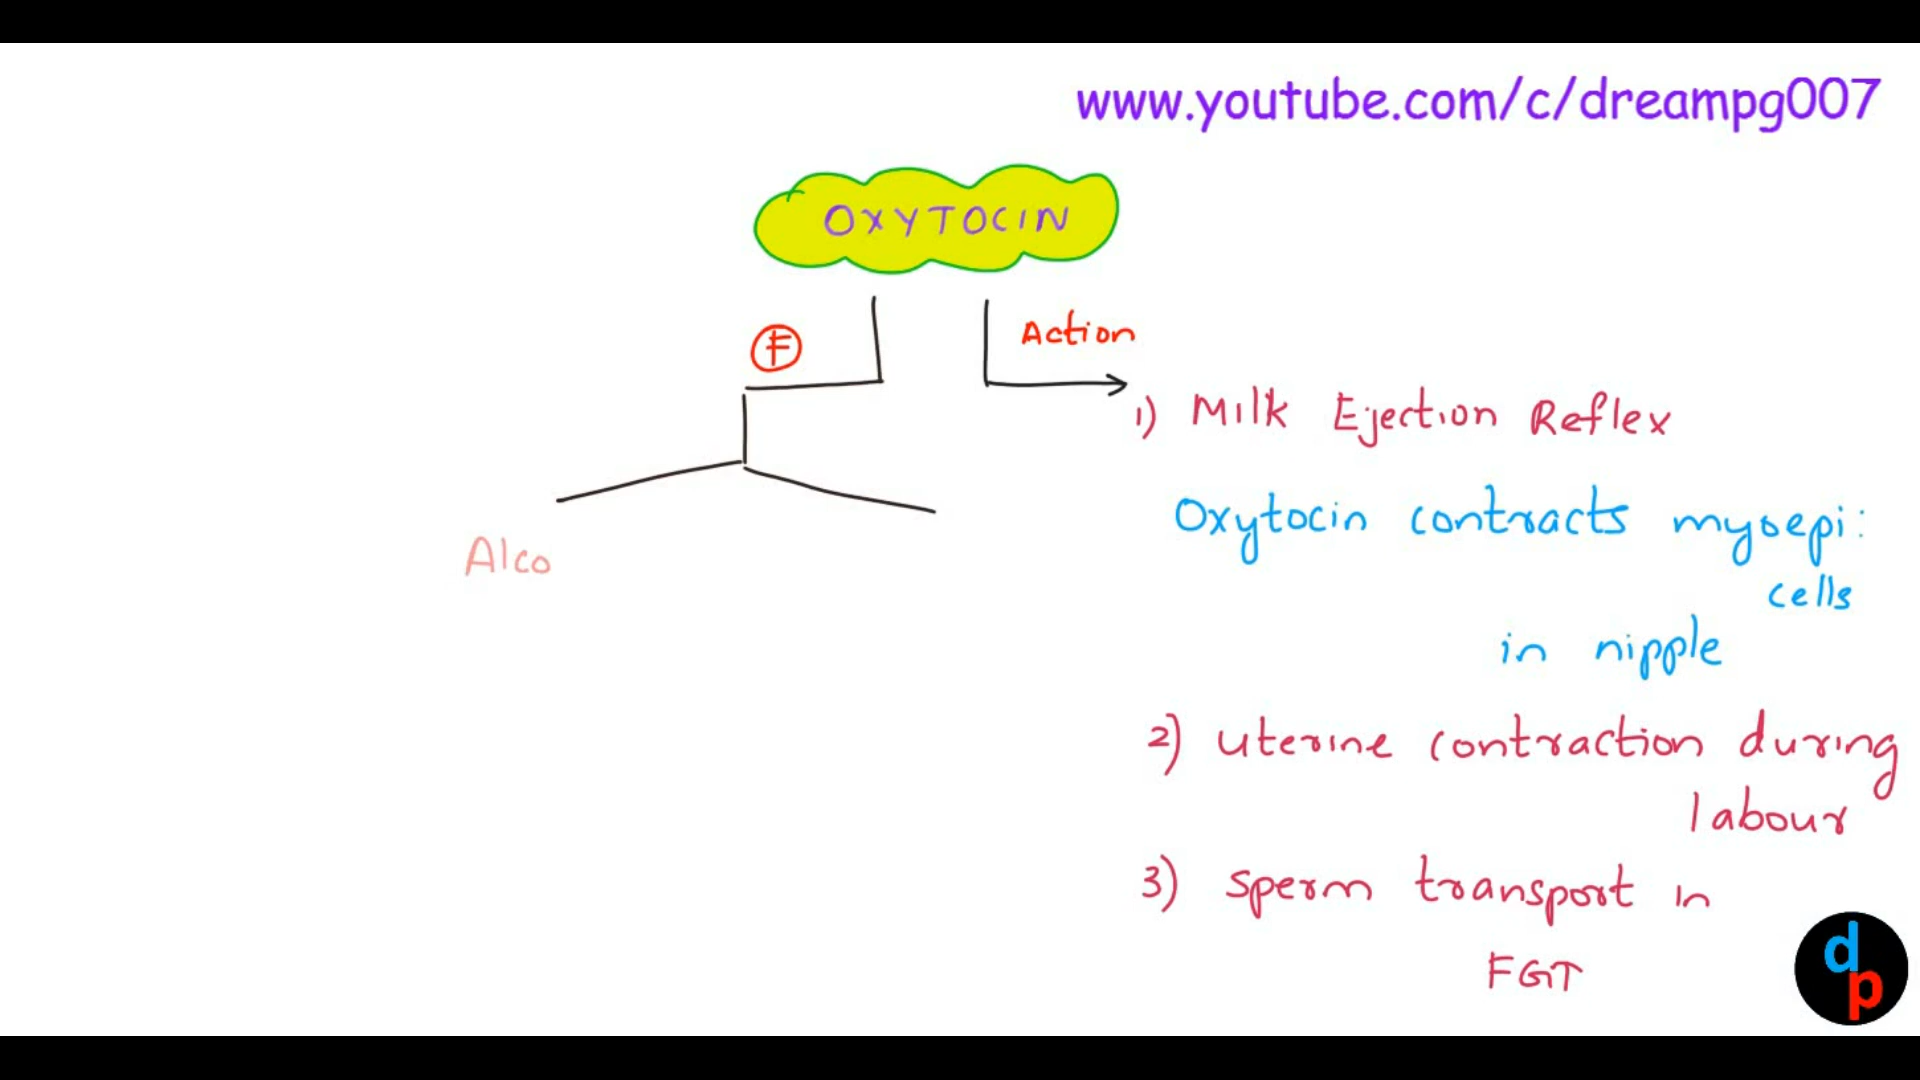 www.youtube.com/c/dreampg007
OXYTOCIN
F
Action
1) Milk Ejection Reflex
Oxytocin contracts myoepi:
cells
in nipple
2) uterine contraction during
labour
3) sperm transport in
FGT
Alco
dp